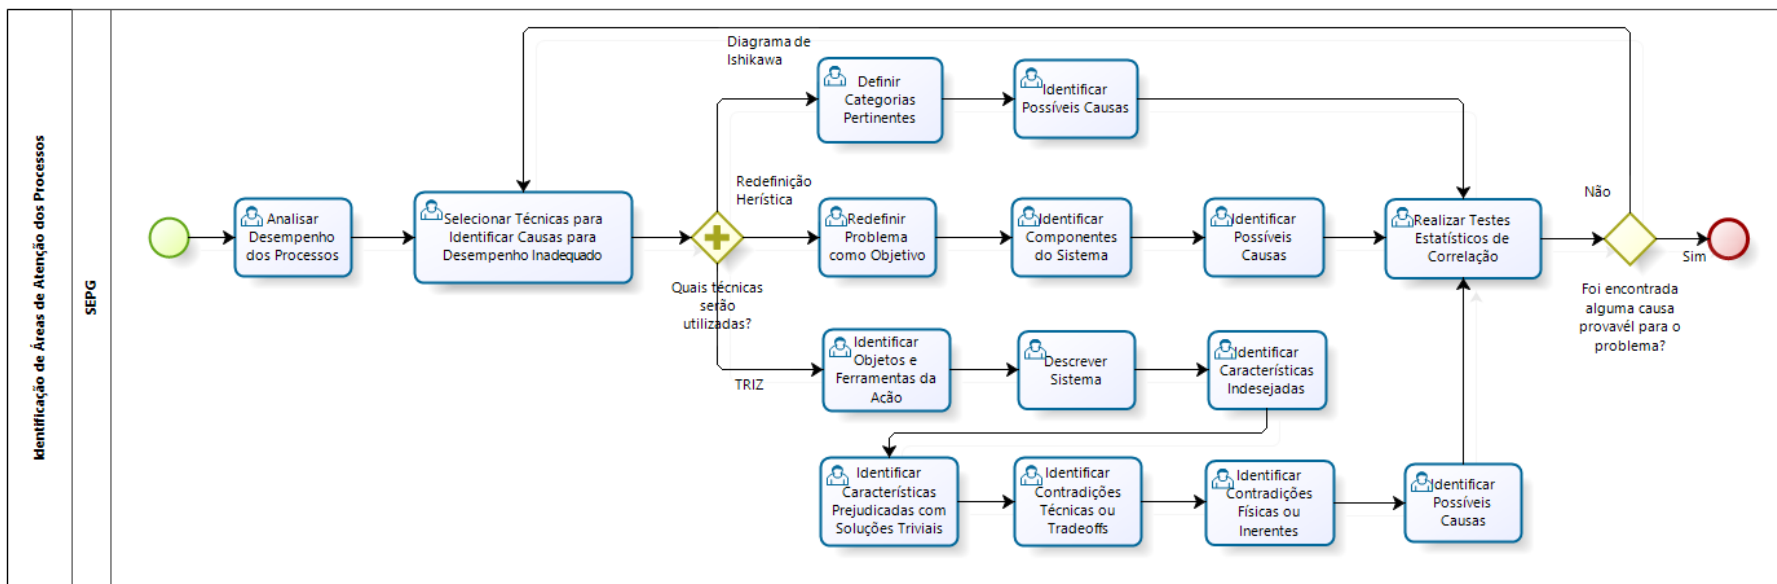 Identificação de Áreas de Atenção dos Processos
SEPG
Analisar
Desempenho
dos Processos
Selecionar Técnicas para
Identificar Causas para
Desempenho Inadequado
Quais técnicas
serão
utilizadas?
Diagrama de
Ishikawa
Definir
Categorias
Pertinentes
Identificar
Possíveis Causas
Redefinição
Herística
Redefinir
Problema
como Objetivo
Identificar
Componentes
do Sistema
Identificar
Possíveis
Causas
Realizar Testes
Estatísticos de
Correlação
TRIZ
Identificar
Objetos e
Ferramentas da
Ação
Descrever
Sistema
Identificar
Características
Indesejadas
Identificar
Características
Prejudicadas com
Soluções Triviais
Identificar
Contradições
Técnicas ou
Tradeoffs
Identificar
Contradições
Físicas ou
Inerentes
Identificar
Possíveis
Causas
Não
Sim
Foi encontrada
alguma causa
provavél para o
problema?